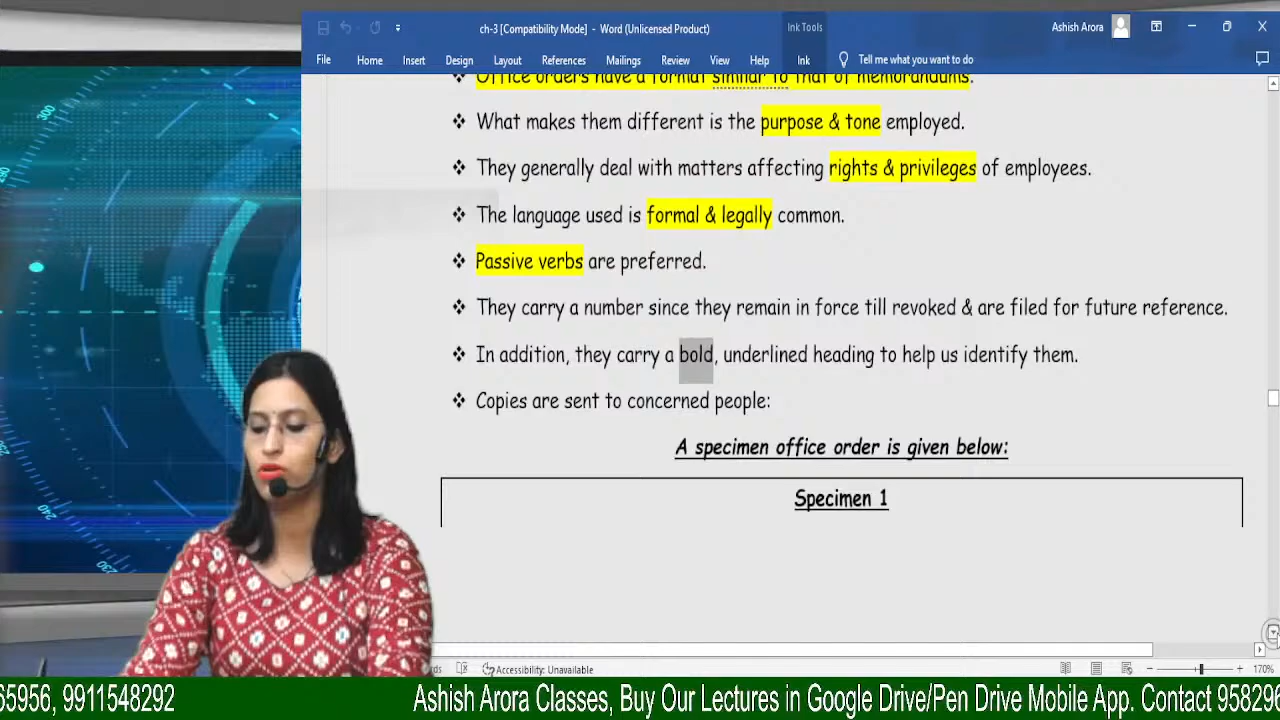 ch-3 [Compatibility Mode] - Word (Unlicensed Product)
Ink Tools
Ashish Arora
File Home Insert Design Layout References Mailings Review View Help Ink Tell me what you want to do
Office orders have a format similar to that of memorandums.
❖ What makes them different is the purpose & tone employed.
❖ They generally deal with matters affecting rights & privileges of employees.
❖ The language used is formal & legally common.
❖ Passive verbs are preferred.
❖ They carry a number since they remain in force till revoked & are filed for future reference.
❖ In addition, they carry a bold, underlined heading to help us identify them.
❖ Copies are sent to concerned people:
A specimen office order is given below:
Specimen 1
300
240
230
Accessibility: Unavailable
170%
65956, 9911548292 Ashish Arora Classes, Buy Our Lectures in Google Drive/Pen Drive Mobile App. Contact 958296